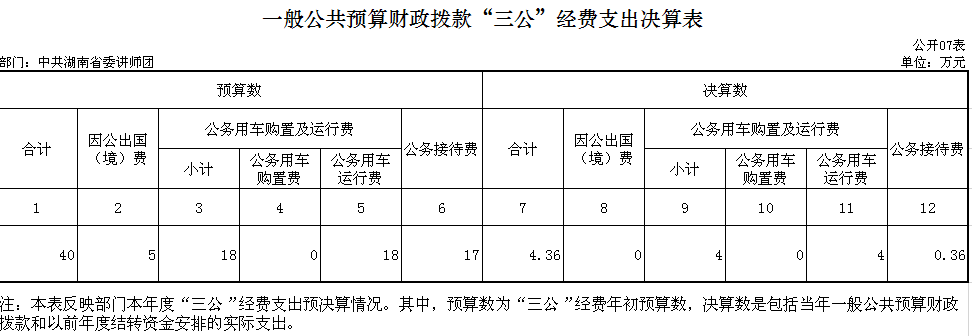 一般公共预算财政拨款“三公”经费支出决算表
公开07表
部门：中共湖南省委讲师团 单位：万元
预算数 决算数
合计 因公出国（境）费 公务用车购置及运行费 公务接待费 合计 因公出国（境）费 公务用车购置及运行费 公务接待费
小计 公务用车购置费 公务用车运行费 小计 公务用车购置费 公务用车运行费
1 2 3 4 5 6 7 8 9 10 11 12
40 5 18 0 18 17 4.36 0 4 0 4 0.36
注：本表反映部门本年度“三公”经费支出预决算情况。其中，预算数为“三公”经费年初预算数，决算数是包括当年一般公共预算财政
拨款和以前年度结转资金安排的实际支出。